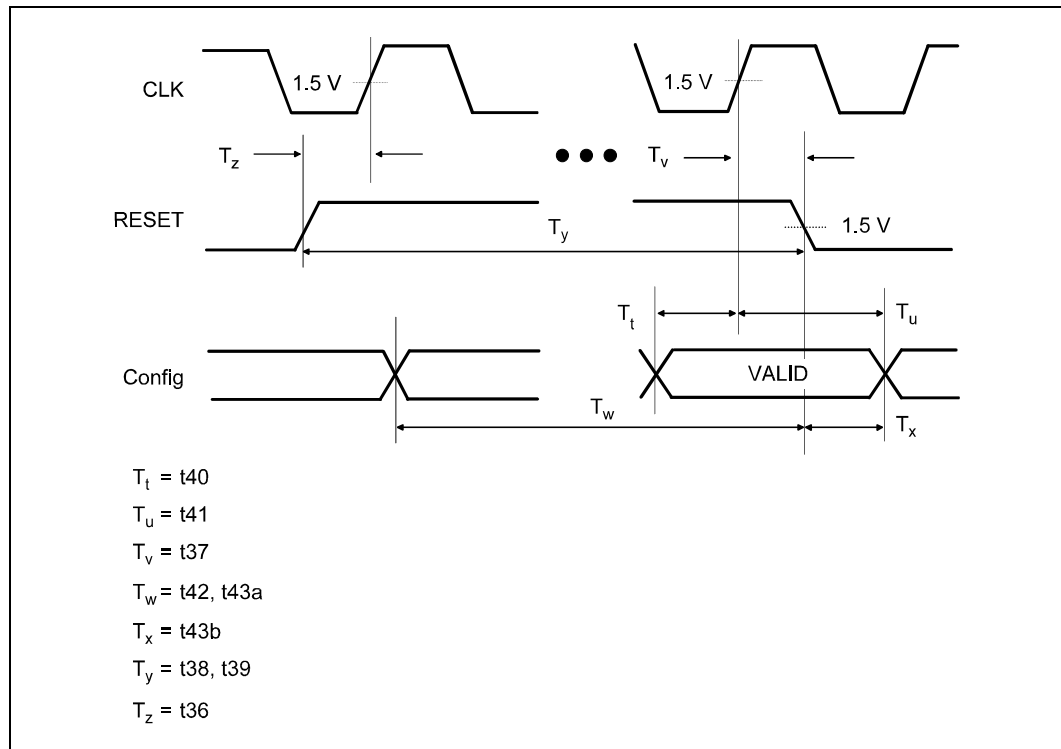 CLK
1.5 V
1.5 V
T_z
T_v
RESET
T_y
1.5 V
T_t
T_u
Config
VALID
T_w
T_x
T_t = t40
T_u = t41
T_v = t37
T_w = t42, t43a
T_x = t43b
T_y = t38, t39
T_z = t36